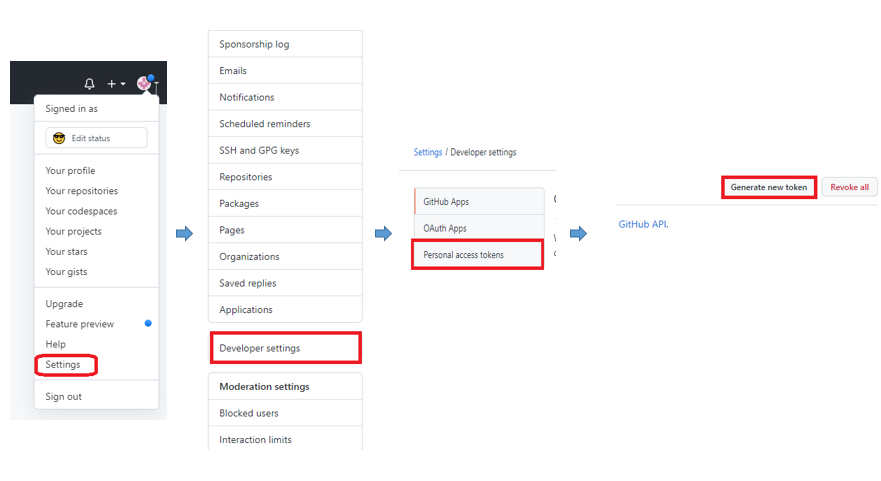 Signed in as
Edit status
Your profile
Your repositories
Your codespaces
Your projects
Your stars
Your gists
Upgrade
Feature preview
Help
Settings
Sign out
Sponsorship log
Emails
Notifications
Scheduled reminders
SSH and GPG keys
Repositories
Packages
Pages
Organizations
Saved replies
Applications
Developer settings
Moderation settings
Blocked users
Interaction limits
Settings / Developer settings
GitHub Apps
OAuth Apps
Personal access tokens
Generate new token
Revoke all
GitHub API.